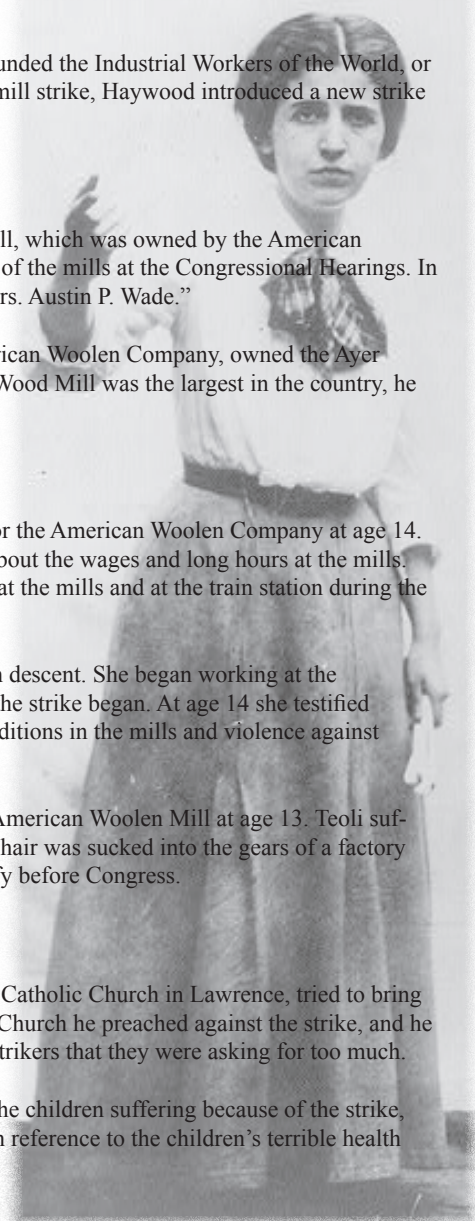 unded the Industrial Workers of the World, or
mill strike, Haywood introduced a new strike
ll, which was owned by the American
of the mills at the Congressional Hearings. In
rs. Austin P. Wade.”
rican Woolen Company, owned the Ayer
Wood Mill was the largest in the country, he
or the American Woolen Company at age 14.
bout the wages and long hours at the mills.
at the mills and at the train station during the
n descent. She began working at the
he strike began. At age 14 she testified
ditions in the mills and violence against
American Woolen Mill at age 13. Teoli suf-
hair was sucked into the gears of a factory
fy before Congress.
Catholic Church in Lawrence, tried to bring
Church he preached against the strike, and he
trikers that they were asking for too much.
he children suffering because of the strike,
n reference to the children’s terrible health